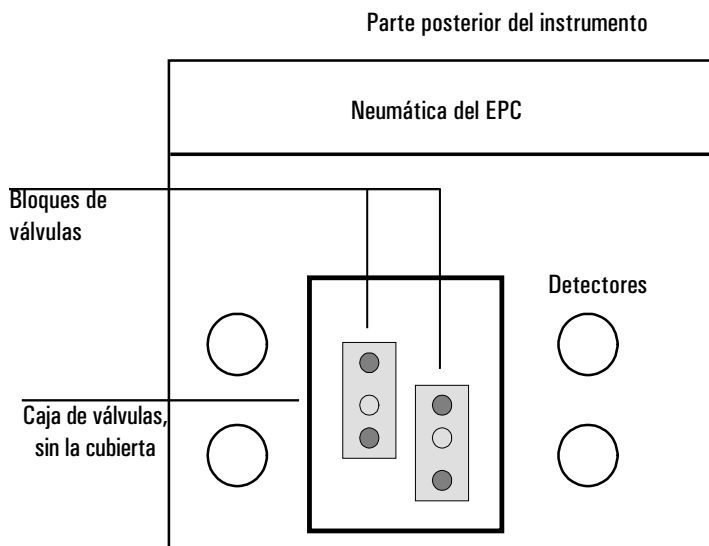 Parte posterior del instrumento
Neumática del EPC
Bloques de
válvulas
Detectores
Caja de válvulas,
sin la cubierta